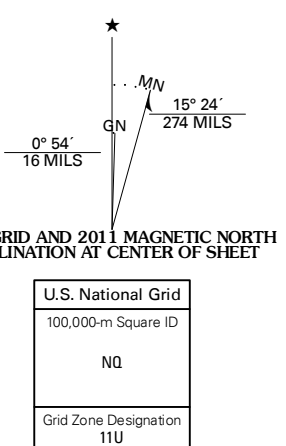 ★
MN
GN
15° 24´
274 MILS
0° 54´
16 MILS
GRID AND 2011 MAGNETIC NORTH
LINATION AT CENTER OF SHEET
U.S. National Grid
100,000-m Square ID
NQ
Grid Zone Designation
11U